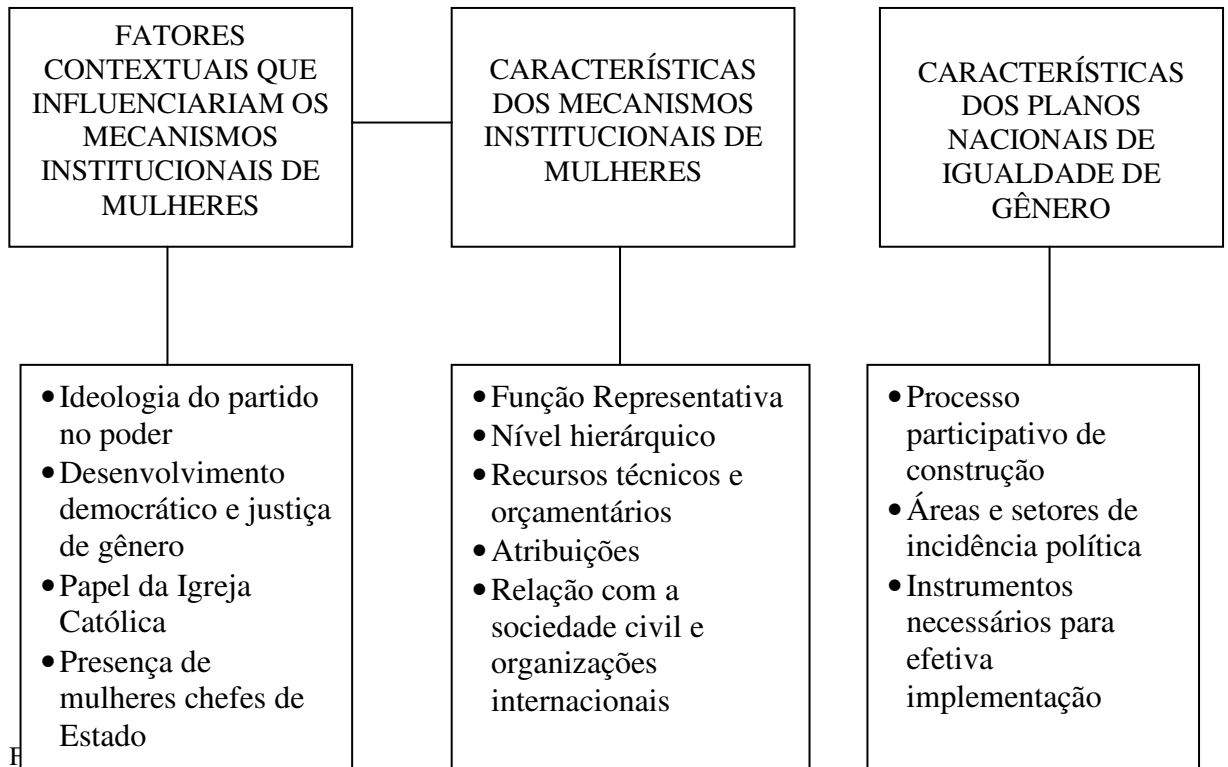 FATORES
CONTEXTUAIS QUE
INFLUENCIARIAM OS
MECANISMOS
INSTITUCIONAIS DE
MULHERES
CARACTERÍSTICAS
DOS MECANISMOS
INSTITUCIONAIS DE
MULHERES
CARACTERÍSTICAS
DOS PLANOS
NACIONAIS DE
IGUALDADE DE
GÊNERO
• Ideologia do partido
no poder
• Desenvolvimento
democrático e justiça
de gênero
• Papel da Igreja
Católica
• Presença de
mulheres chefes de
Estado
• Função Representativa
• Nível hierárquico
• Recursos técnicos e
orçamentários
• Atribuições
• Relação com a
sociedade civil e
organizações
internacionais
• Processo
participativo de
construção
• Áreas e setores de
incidência política
• Instrumentos
necessários para
efetiva
implementação